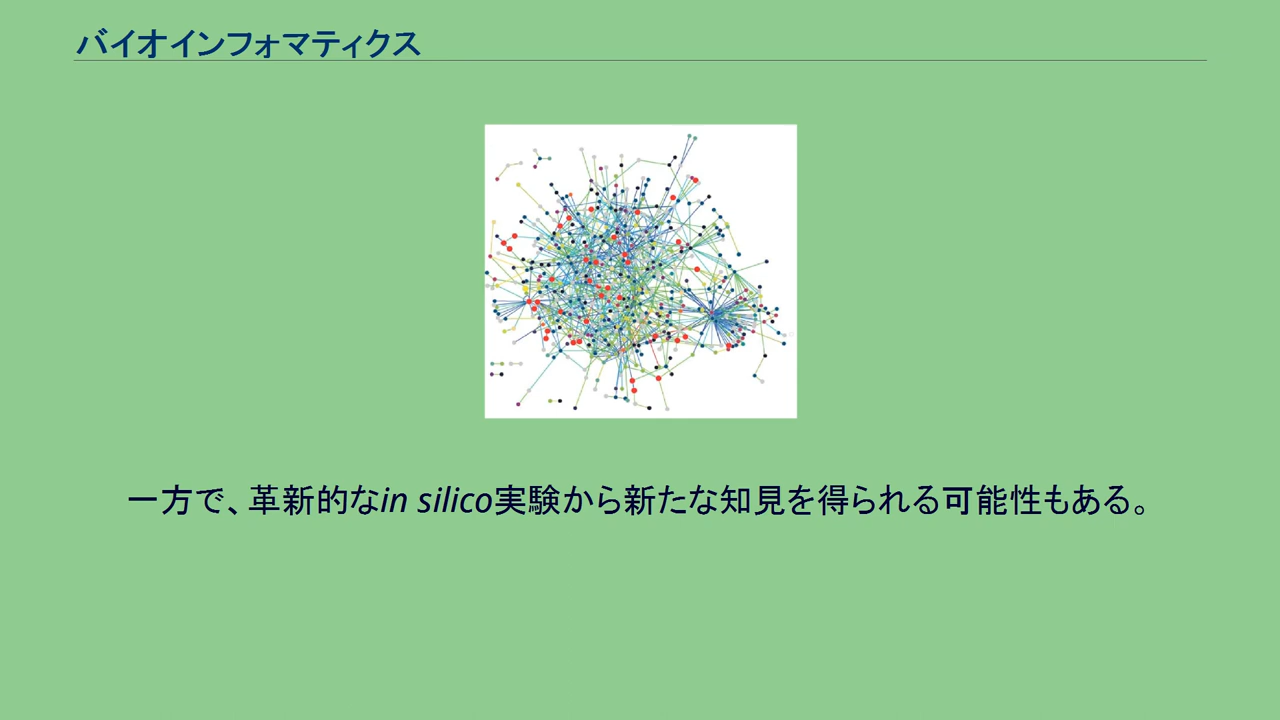 バイオインフォマティクス
一方で、革新的なin silico実験から新たな知見を得られる可能性もある。